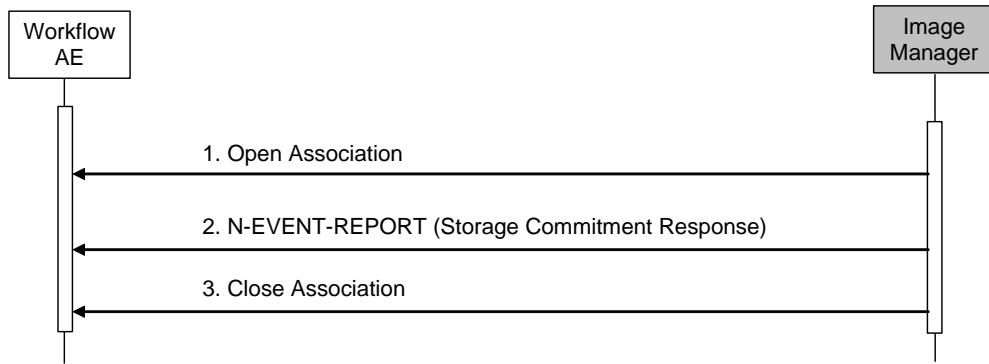 Workflow
AE
Image
Manager
1. Open Association
2. N-EVENT-REPORT (Storage Commitment Response)
3. Close Association